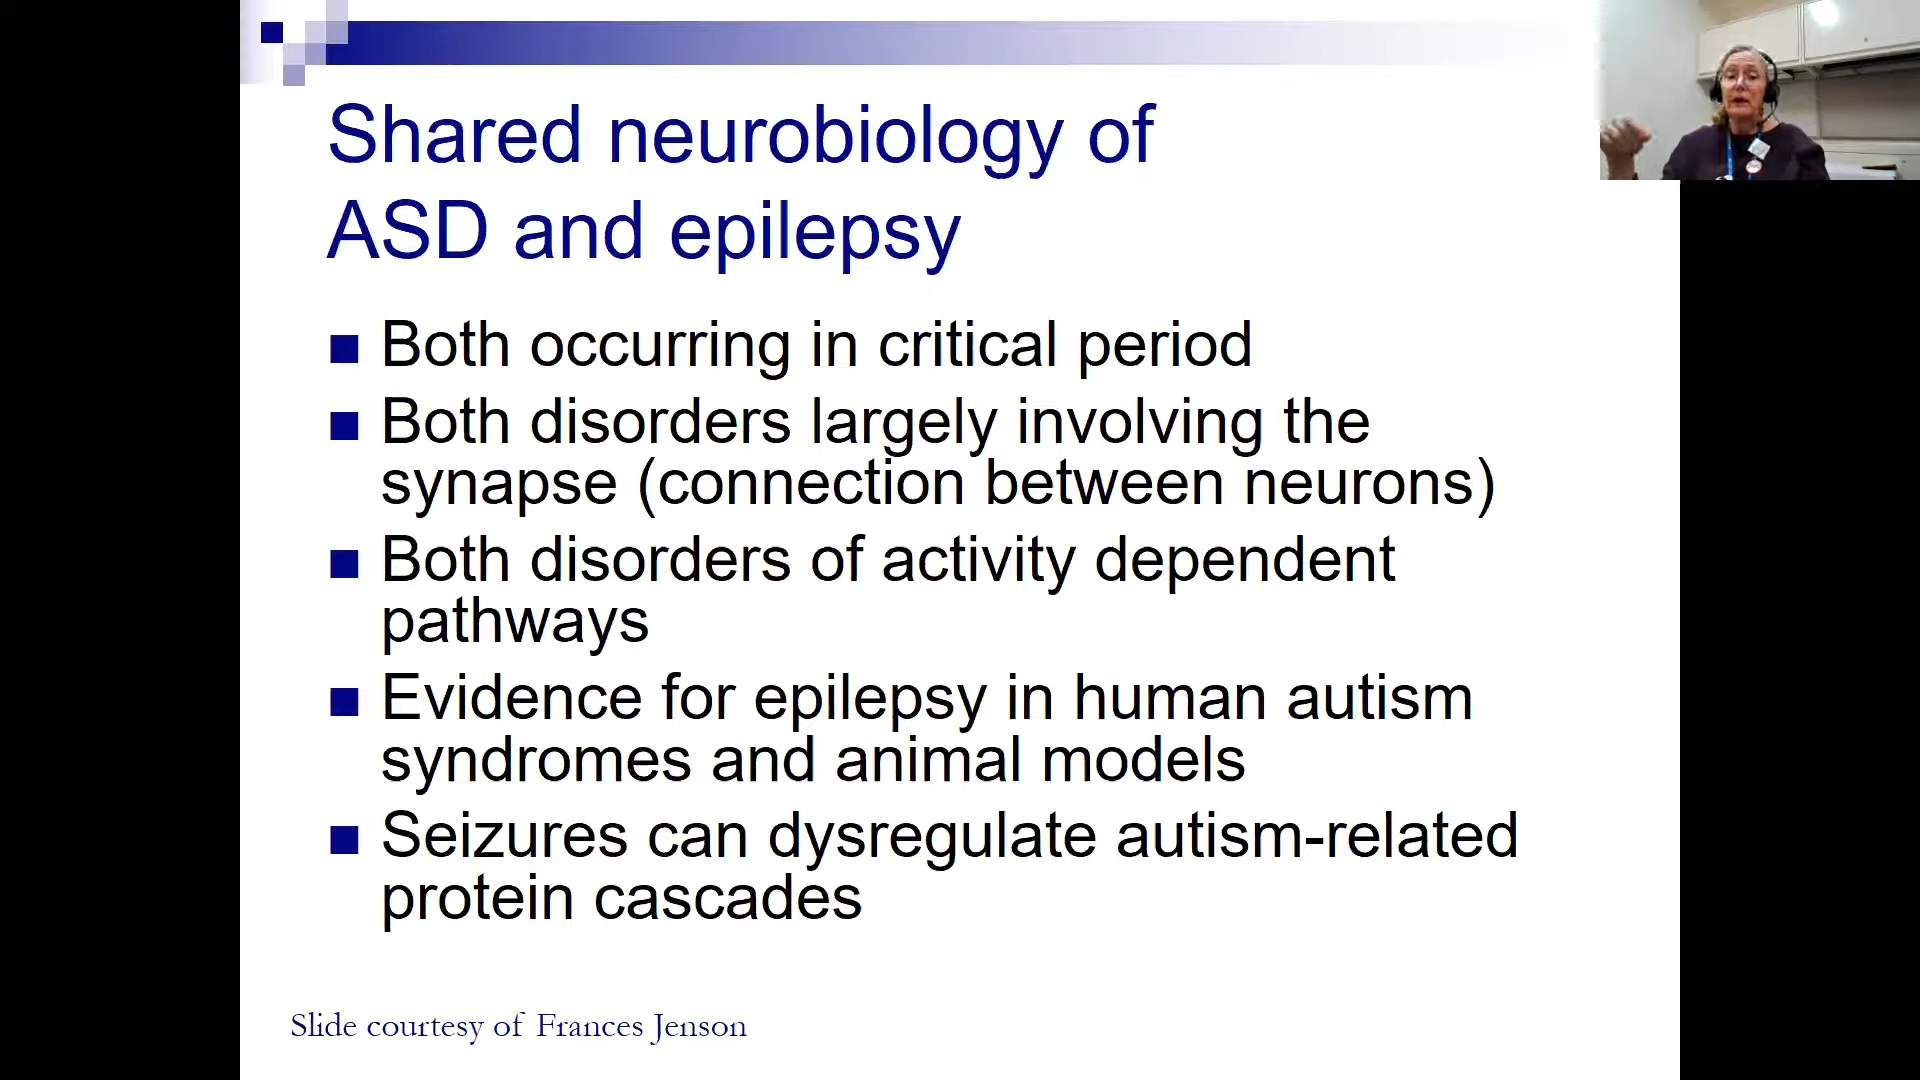 Shared neurobiology of
ASD and epilepsy
Both occurring in critical period
Both disorders largely involving the
synapse (connection between neurons)
Both disorders of activity dependent
pathways
Evidence for epilepsy in human autism
syndromes and animal models
Seizures can dysregulate autism-related
protein cascades
Slide courtesy of Frances Jenson